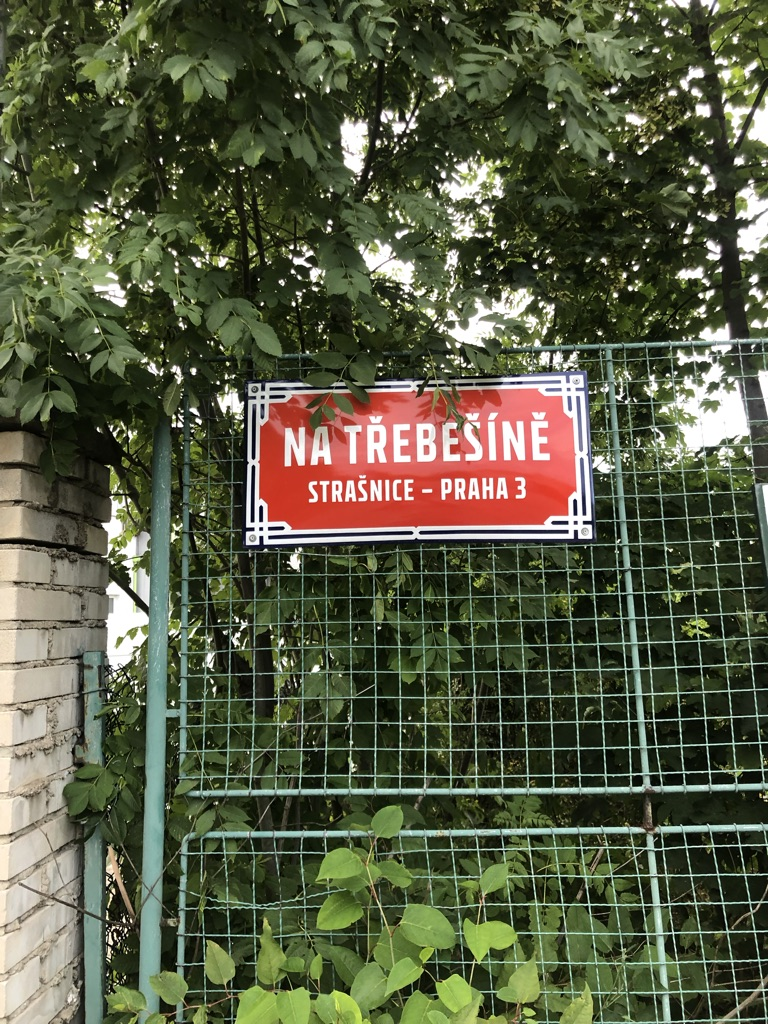 NA TŘEBEŠÍNĚ
STRAŠNICE – PRAHA 3